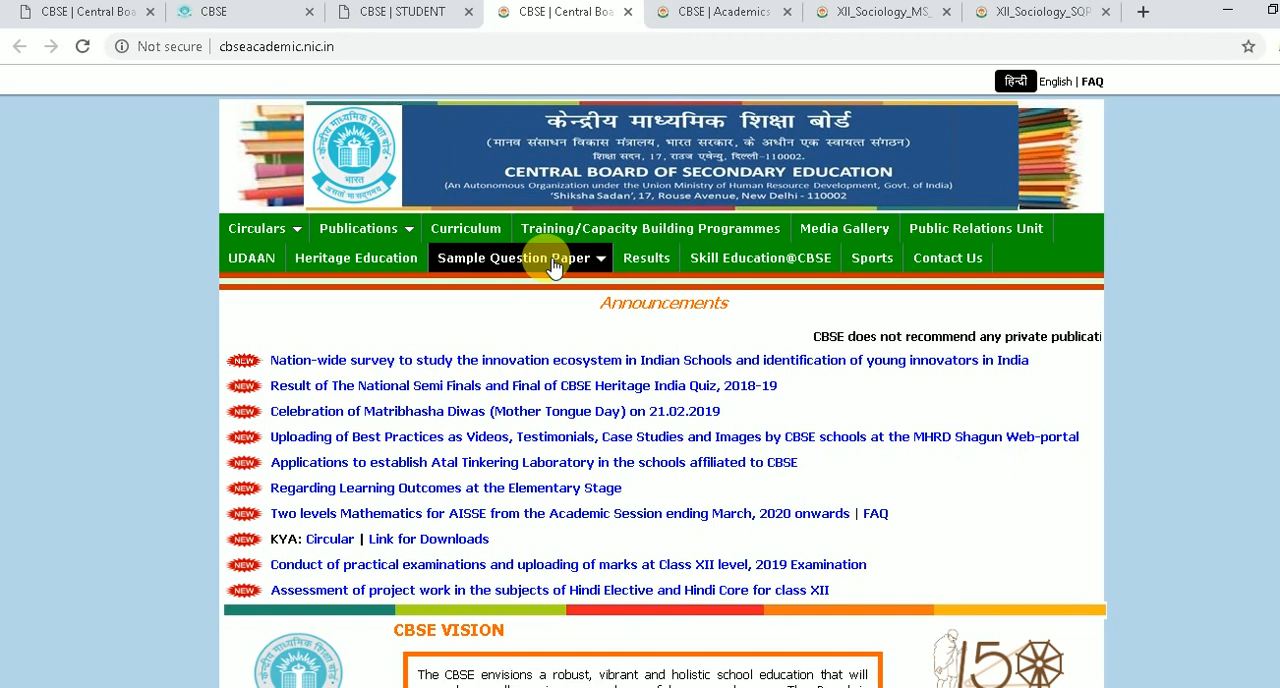 CBSE | Central Boa
CBSE
CBSE | STUDENT
CBSE | Central Boa
CBSE | Academics
XII_Sociology_MS_
XII_Sociology_SQP
Not secure | cbseacademic.nic.in
हिन्दी English | FAQ
केन्द्रीय माध्यमिक शिक्षा बोर्ड
(मानव संसाधन विकास मंत्रालय, भारत सरकार, के अधीन एक स्वायत्त संगठन)
शिक्षा सदन, 17, राउज एवेन्यु, दिल्ली-110002.
CENTRAL BOARD OF SECONDARY EDUCATION
(An Autonomous Organization under the Union Ministry of Human Resource Development, Govt. of India)
'Shiksha Sadan', 17, Rouse Avenue, New Delhi - 110002
भारत
Circulars Publications Curriculum Training/Capacity Building Programmes Media Gallery Public Relations Unit
UDAAN Heritage Education Sample Question Paper Results Skill Education@CBSE Sports Contact Us
Announcements
CBSE does not recommend any private publicati
NEW Nation-wide survey to study the innovation ecosystem in Indian Schools and identification of young innovators in India
NEW Result of The National Semi Finals and Final of CBSE Heritage India Quiz, 2018-19
NEW Celebration of Matribhasha Diwas (Mother Tongue Day) on 21.02.2019
NEW Uploading of Best Practices as Videos, Testimonials, Case Studies and Images by CBSE schools at the MHRD Shagun Web-portal
NEW Applications to establish Atal Tinkering Laboratory in the schools affiliated to CBSE
NEW Regarding Learning Outcomes at the Elementary Stage
NEW Two levels Mathematics for AISSE from the Academic Session ending March, 2020 onwards | FAQ
NEW KYA: Circular | Link for Downloads
NEW Conduct of practical examinations and uploading of marks at Class XII level, 2019 Examination
NEW Assessment of project work in the subjects of Hindi Elective and Hindi Core for class XII
CBSE VISION
150
The CBSE envisions a robust, vibrant and holistic school education that will